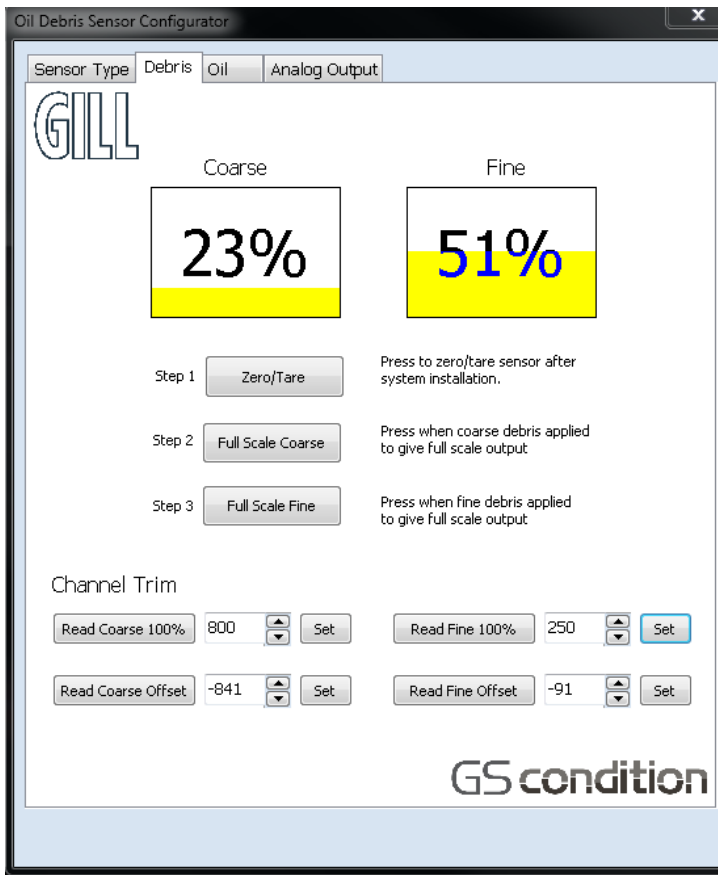 Oil Debris Sensor Configurator
x
Sensor Type Debris Oil Analog Output
GILL
Coarse Fine
23% 51%
Step 1 Zero/Tare Press to zero/tare sensor after
system installation.
Step 2 Full Scale Coarse Press when coarse debris applied
to give full scale output
Step 3 Full Scale Fine Press when fine debris applied
to give full scale output
Channel Trim
Read Coarse 100% 800 Set Read Fine 100% 250 Set
Read Coarse Offset -841 Set Read Fine Offset -91 Set
GS condition